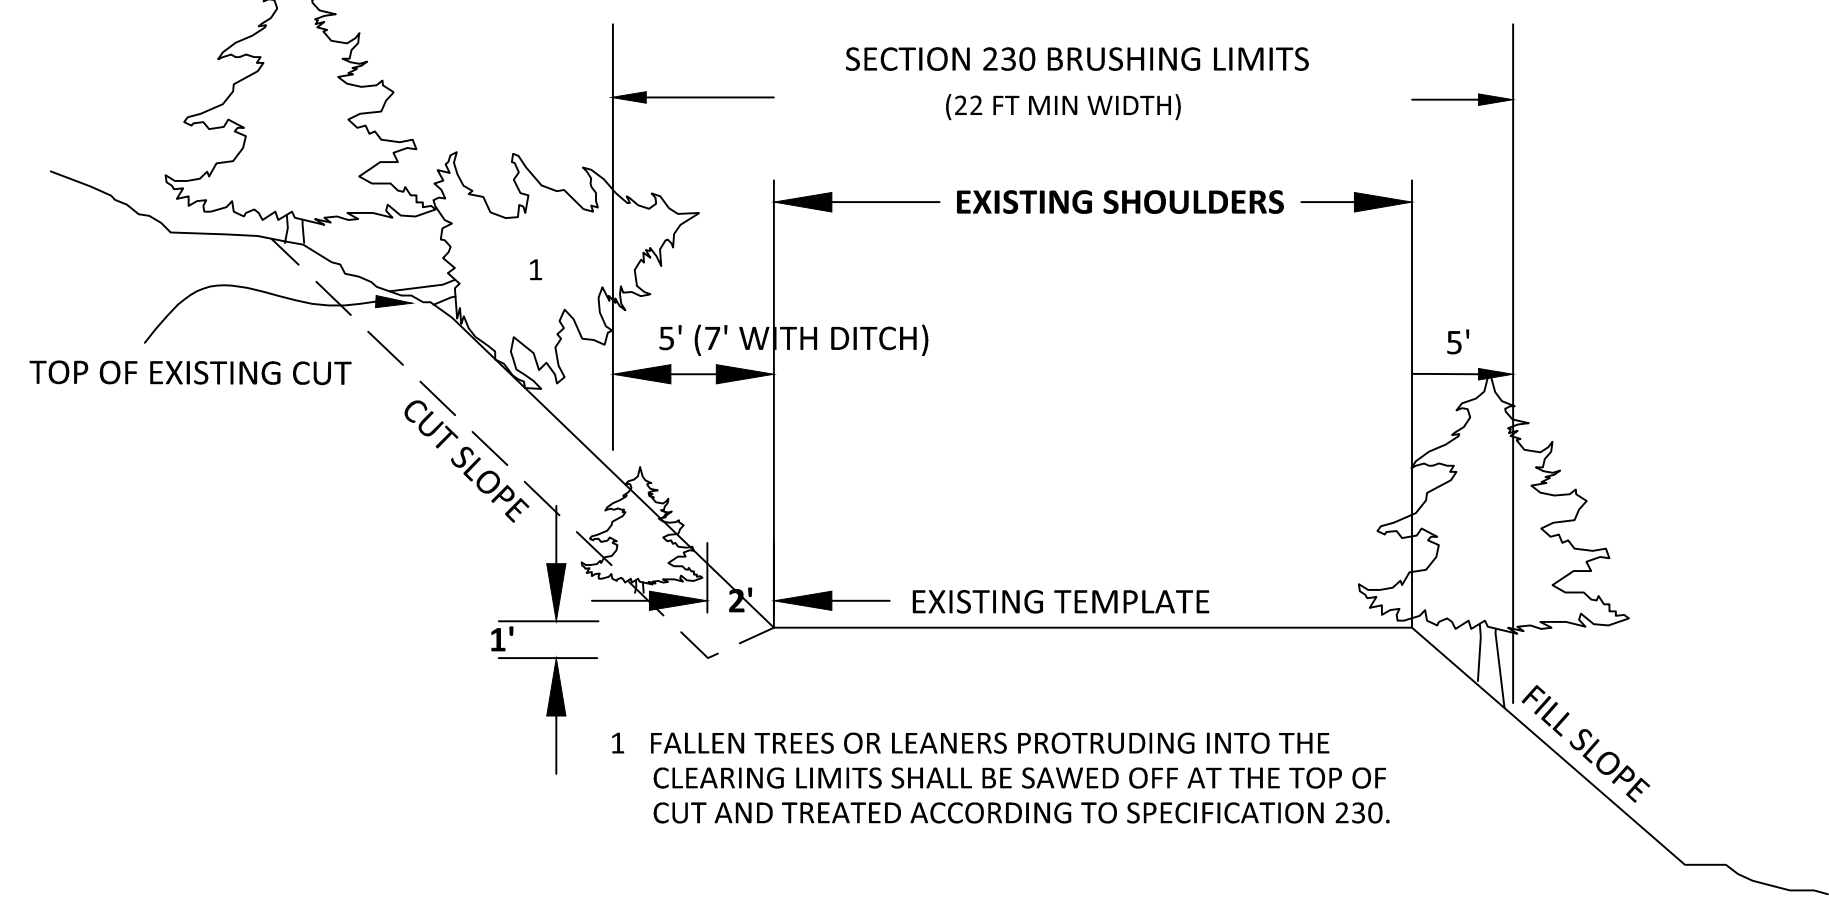 SECTION 230 BRUSHING LIMITS
(22 FT MIN WIDTH)
EXISTING SHOULDERS
1
5' (7' WITH DITCH)
5'
TOP OF EXISTING CUT
CUT SLOPE
2'
EXISTING TEMPLATE
1'
FILL SLOPE
1 FALLEN TREES OR LEANERS PROTRUDING INTO THE
CLEARING LIMITS SHALL BE SAWED OFF AT THE TOP OF
CUT AND TREATED ACCORDING TO SPECIFICATION 230.